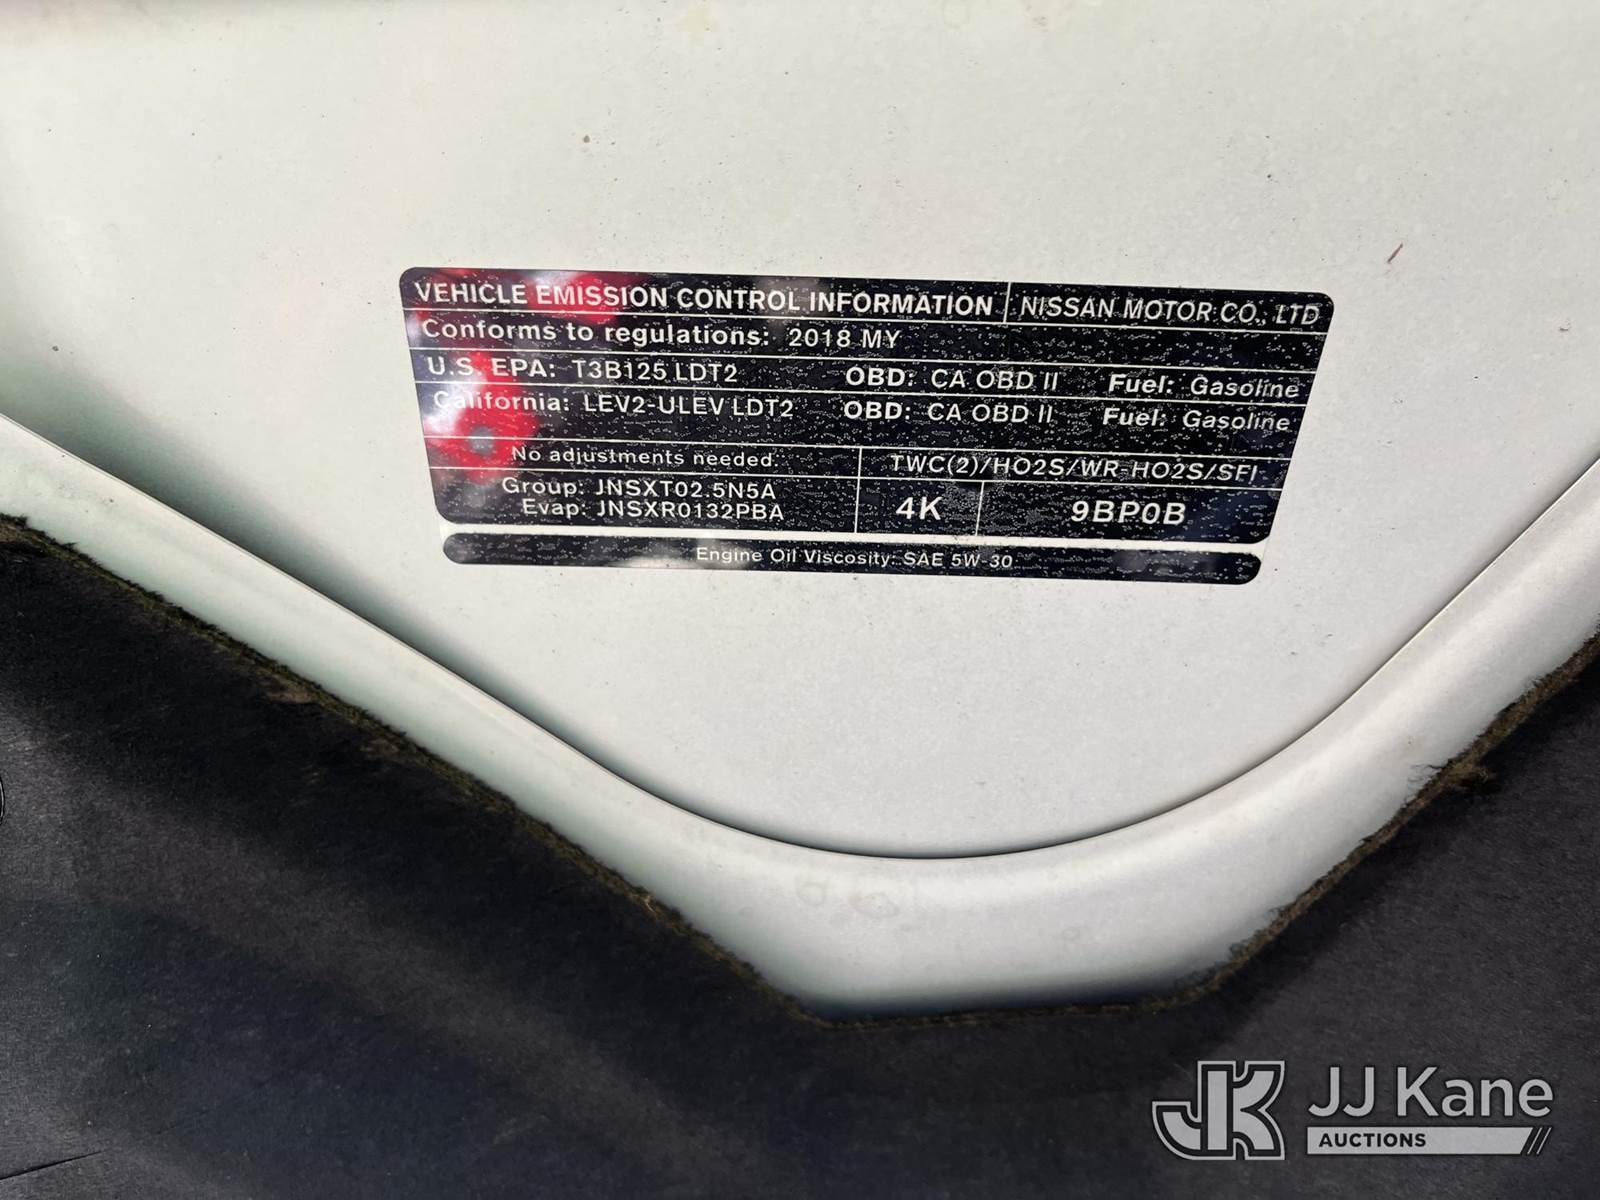 VEHICLE EMISSION CONTROL INFORMATION NISSAN MOTOR CO., LTD
Conforms to regulations: 2018 MY
U.S. EPA: T3B125 LDT2 OBD: CA OBD II Fuel: Gasoline
California: LEV2-ULEV LDT2 OBD: CA OBD II Fuel: Gasoline
No adjustments needed. TWC(2)/HO2S/WR-HO2S/SFI
Group: JNSXT02.5N5A
Evap: JNSXR0132PBA
4K 9BP0B
Engine Oil Viscosity: SAE 5W-30
JK JJ Kane
AUCTIONS